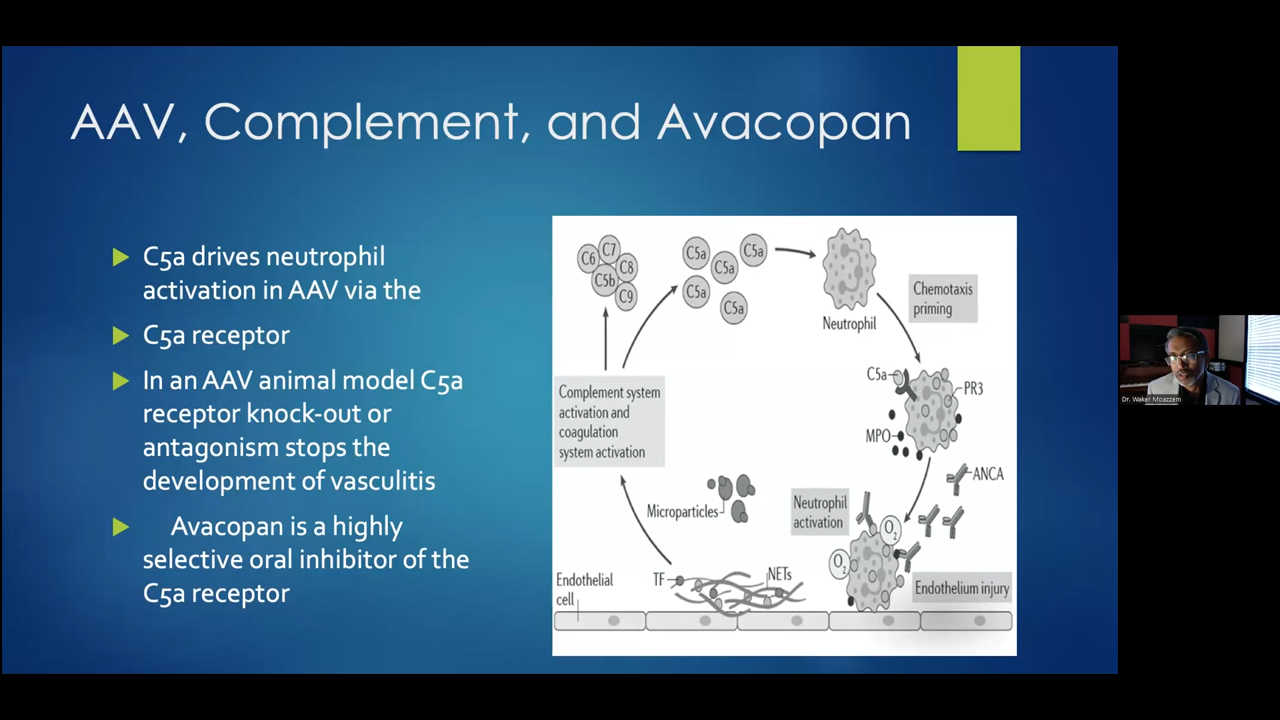 AAV, Complement, and Avacopan
C5a drives neutrophil
activation in AAV via the
C5a receptor
In an AAV animal model C5a
receptor knock-out or
antagonism stops the
development of vasculitis
Avacopan is a highly
selective oral inhibitor of the
C5a receptor
C6
C7
C8
C5b
C9
C5a
C5a
C5a
C5a
C5a
Neutrophil
Chemotaxis
priming
C5a
PR3
MPO
ANCA
Complement system
activation and
coagulation
system activation
Microparticles
Neutrophil
activation
O2
O2
TF
NETs
Endothelial
cell
Endothelium injury
Dr. Waker Moazzem